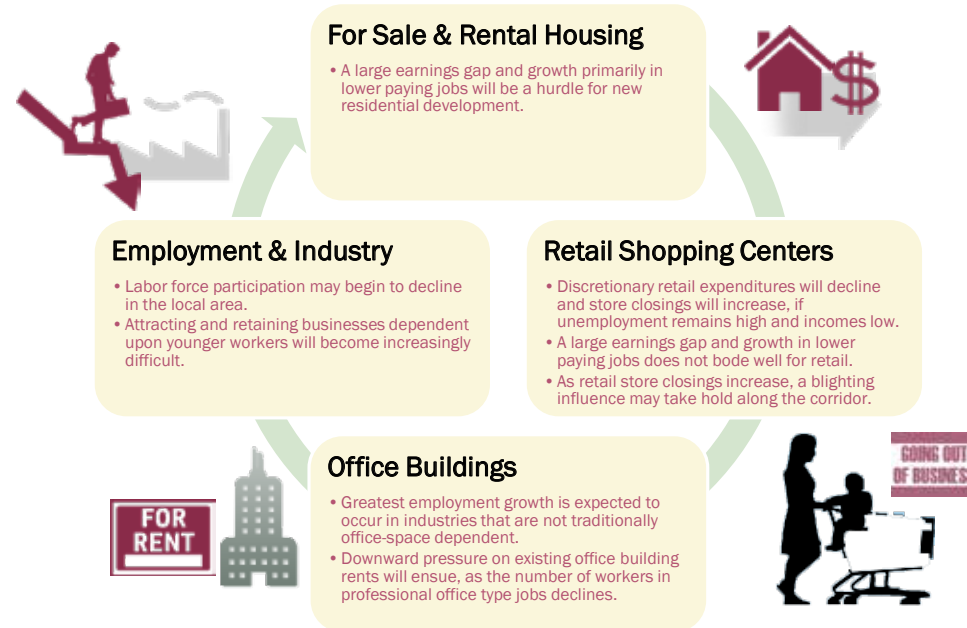 For Sale & Rental Housing
• A large earnings gap and growth primarily in
lower paying jobs will be a hurdle for new
residential development.
Employment & Industry
• Labor force participation may begin to decline
in the local area.
• Attracting and retaining businesses dependent
upon younger workers will become increasingly
difficult.
Retail Shopping Centers
• Discretionary retail expenditures will decline
and store closings will increase, if
unemployment remains high and incomes low.
• A large earnings gap and growth in lower
paying jobs does not bode well for retail.
• As retail store closings increase, a blighting
influence may take hold along the corridor.
Office Buildings
• Greatest employment growth is expected to
occur in industries that are not traditionally
office-space dependent.
• Downward pressure on existing office building
rents will ensue, as the number of workers in
professional office type jobs declines.
FOR
RENT
GOING OUT
OF BUSINES
$